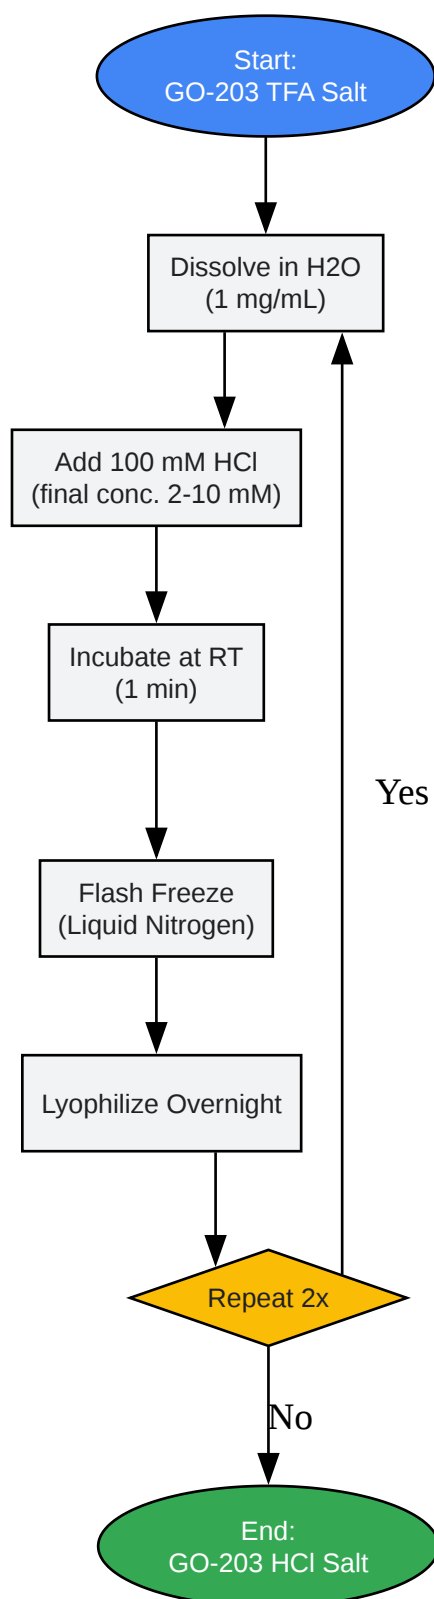 Start:
GO-203 TFA Salt
Dissolve in H2O
(1 mg/mL)
Add 100 mM HCl
(final conc. 2-10 mM)
Incubate at RT
(1 min)
Yes
Flash Freeze
(Liquid Nitrogen)
Lyophilize Overnight
Repeat 2x
No
End:
GO-203 HCl Salt